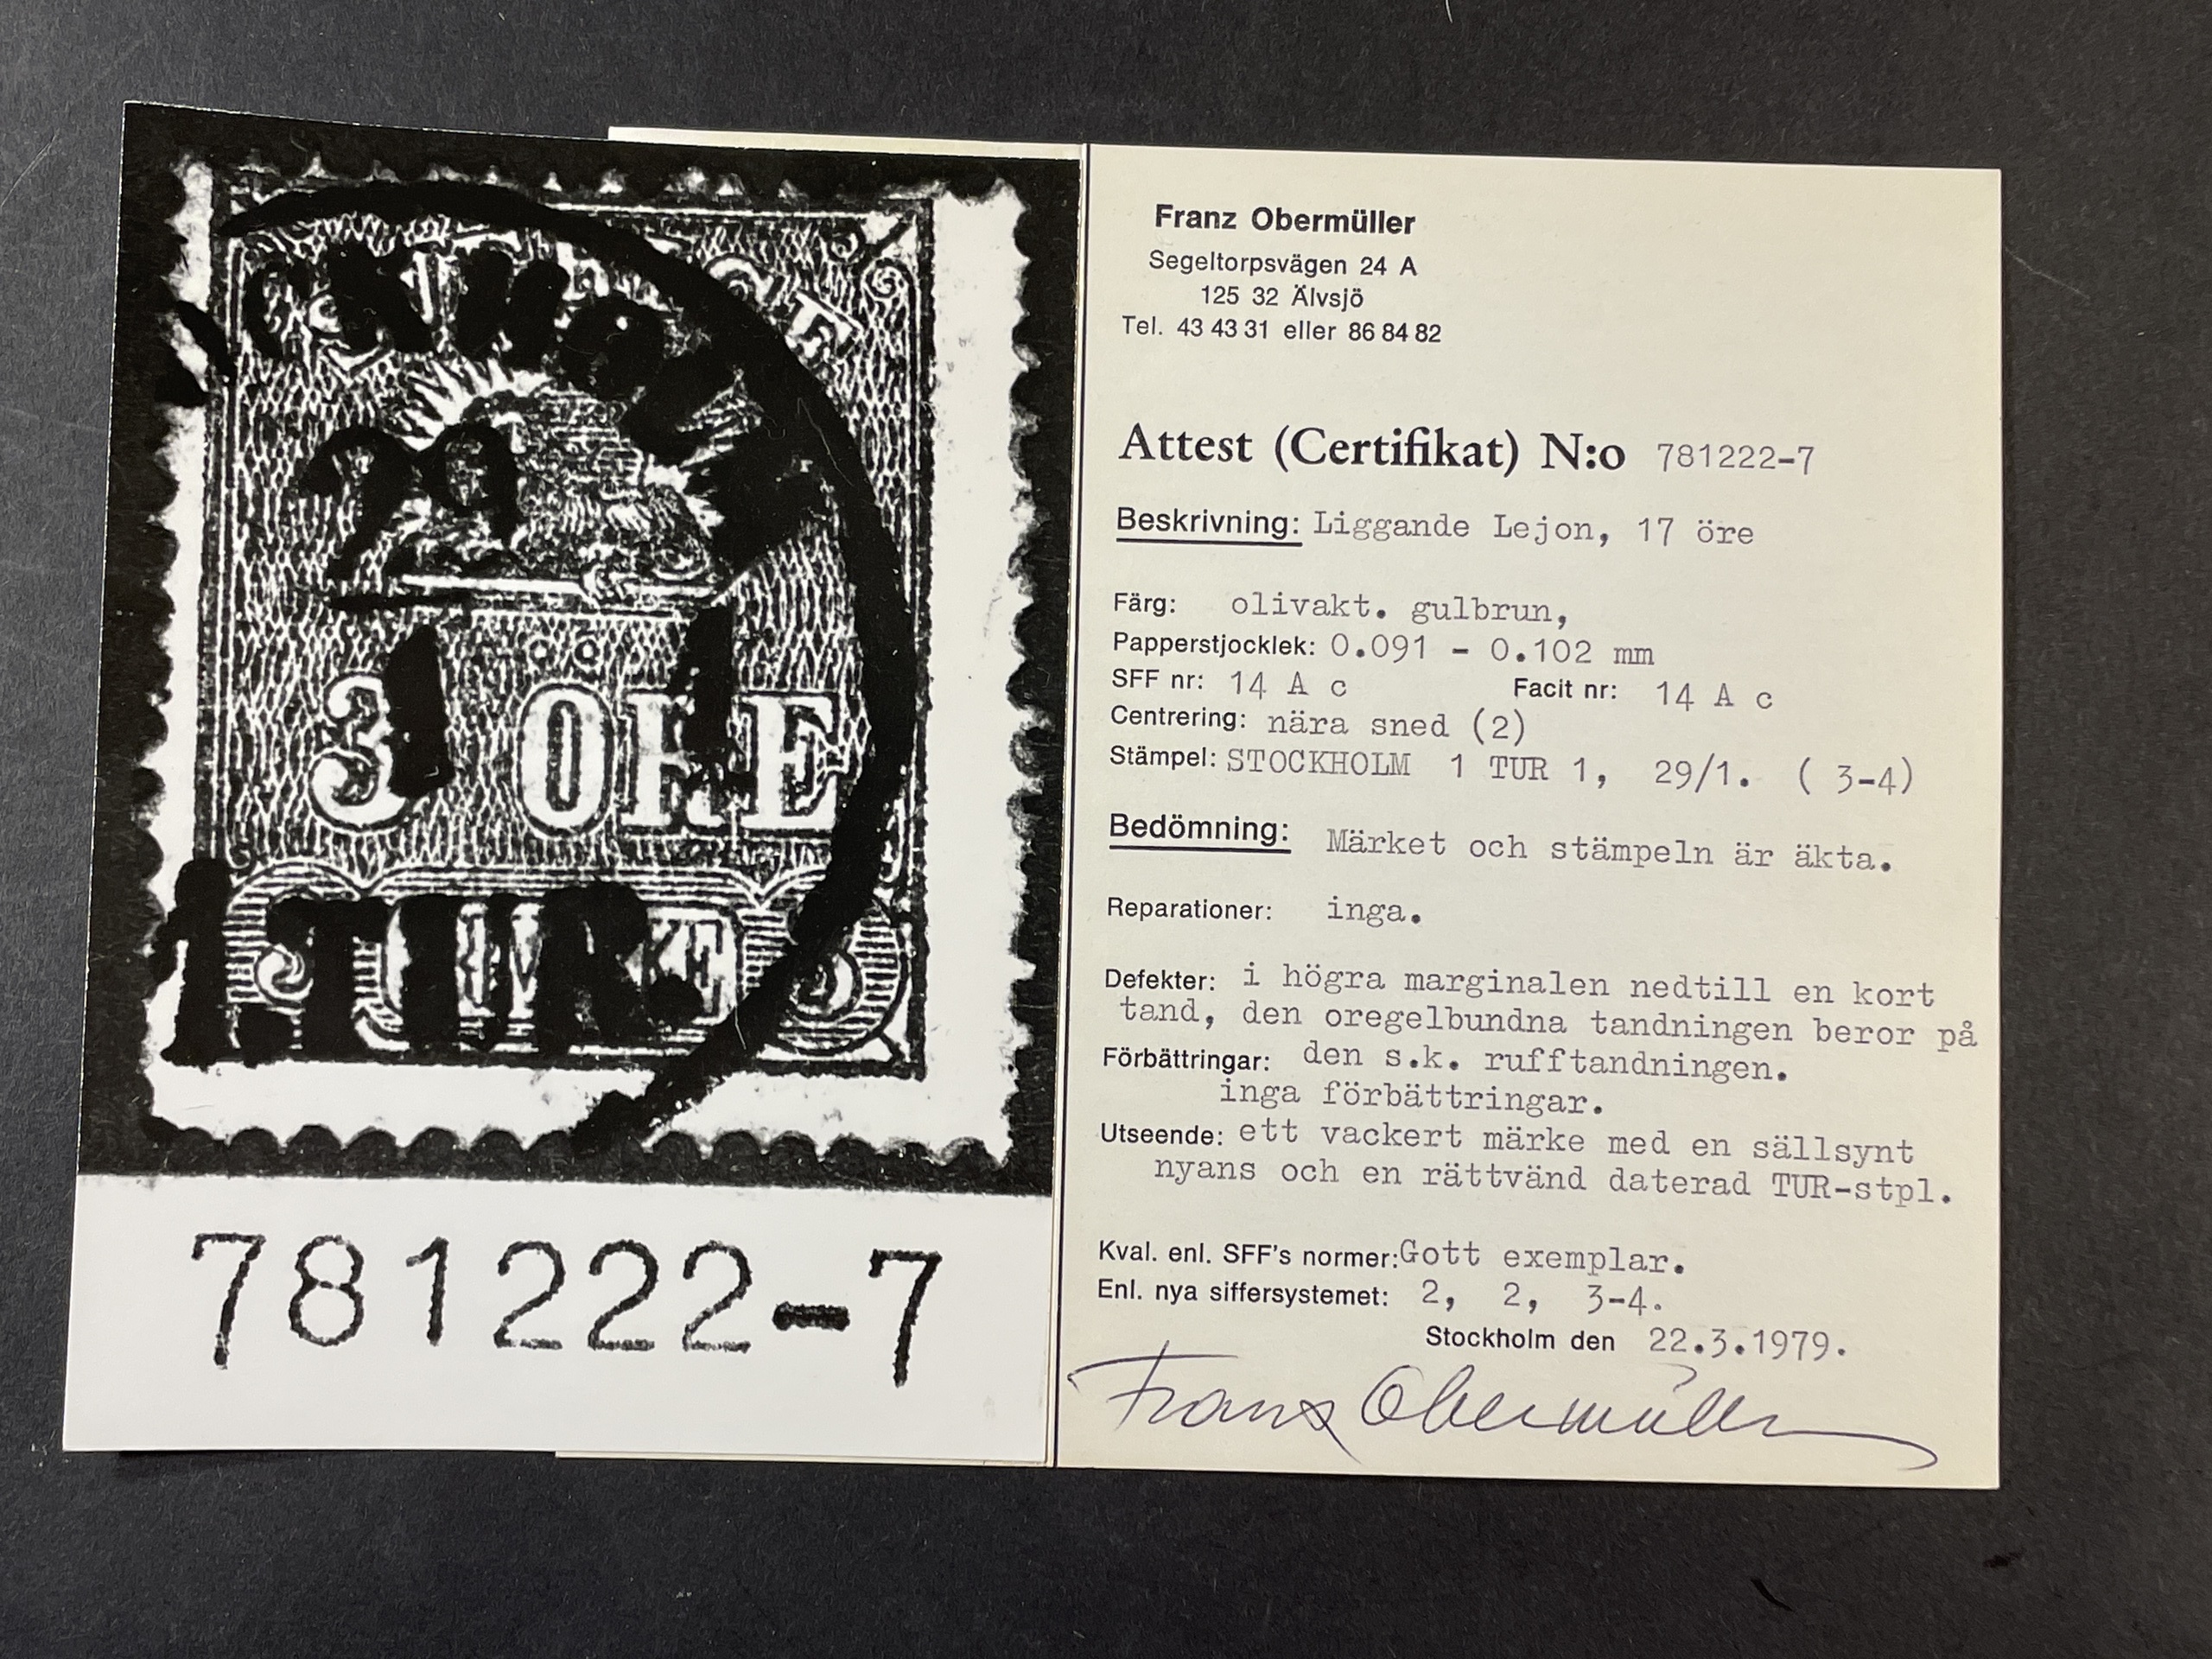 29
1
3 ÖRE
1.TUR.
781222-7
Franz Obermüller
Segeltorpsvägen 24 A
125 32 Älvsjö
Tel. 43 43 31 eller 86 84 82
Attest (Certifikat) N:o 781222-7
Beskrivning: Liggande Lejon, 17 öre
Färg: olivakt. gulbrun,
Papperstjocklek: 0.091 - 0.102 mm
SFF nr: 14 A c Facit nr: 14 A c
Centrering: nära sned (2)
Stämpel: STOCKHOLM 1 TUR 1, 29/1. ( 3-4)
Bedömning: Märket och stämpeln är äkta.
Reparationer: inga.
Defekter: i högra marginalen nedtill en kort
tand, den oregelbundna tandningen beror på
Förbättringar: den s.k. rufftandningen.
inga förbättringar.
Utseende: ett vackert märke med en sällsynt
nyans och en rättvänd daterad TUR-stpl.
Kval. enl. SFF's normer: Gott exemplar.
Enl. nya siffersystemet: 2, 2, 3-4.
Stockholm den 22.3.1979.
Franz Obermüller